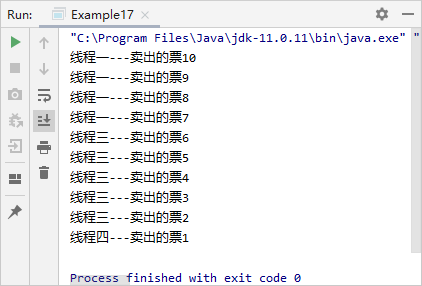 Run:
Example17
"C:\Program Files\Java\jdk-11.0.11\bin\java.exe" "
线程一---卖出的票10
线程一---卖出的票9
线程一---卖出的票8
线程一---卖出的票7
线程三---卖出的票6
线程三---卖出的票5
线程三---卖出的票4
线程三---卖出的票3
线程三---卖出的票2
线程四---卖出的票1
Process finished with exit code 0